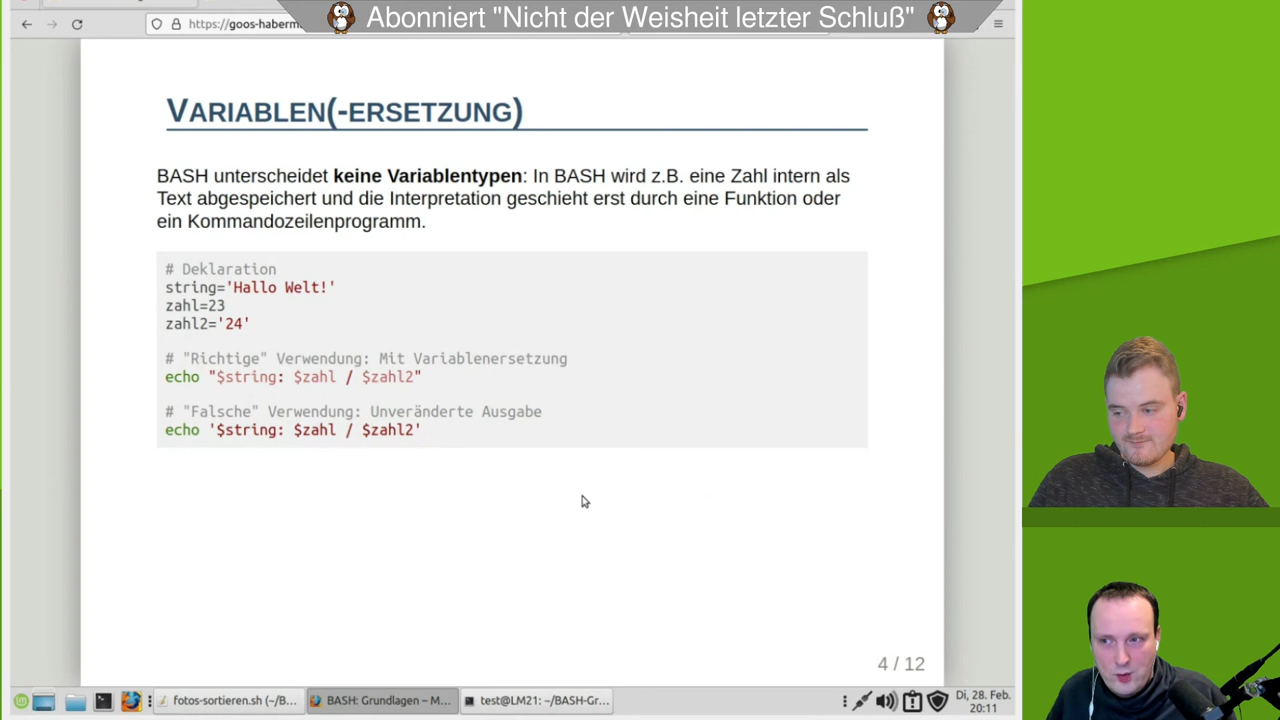 Abonniert "Nicht der Weisheit letzter Schluß"
https://goos-haberm
VARIABLEN(-ERSETZUNG)
BASH unterscheidet keine Variablentypen: In BASH wird z.B. eine Zahl intern als
Text abgespeichert und die Interpretation geschieht erst durch eine Funktion oder
ein Kommandozeilenprogramm.
# Deklaration
string='Hallo Welt!'
zahl=23
zahl2='24'
# "Richtige" Verwendung: Mit Variablenersetzung
echo "$string: $zahl / $zahl2"
# "Falsche" Verwendung: Unveränderte Ausgabe
echo '$string: $zahl / $zahl2'
4 / 12
fotos-sortieren.sh (~/B...
BASH: Grundlagen – M...
test@LM21: ~/BASH-Gr...
Di, 28. Feb.
20:11